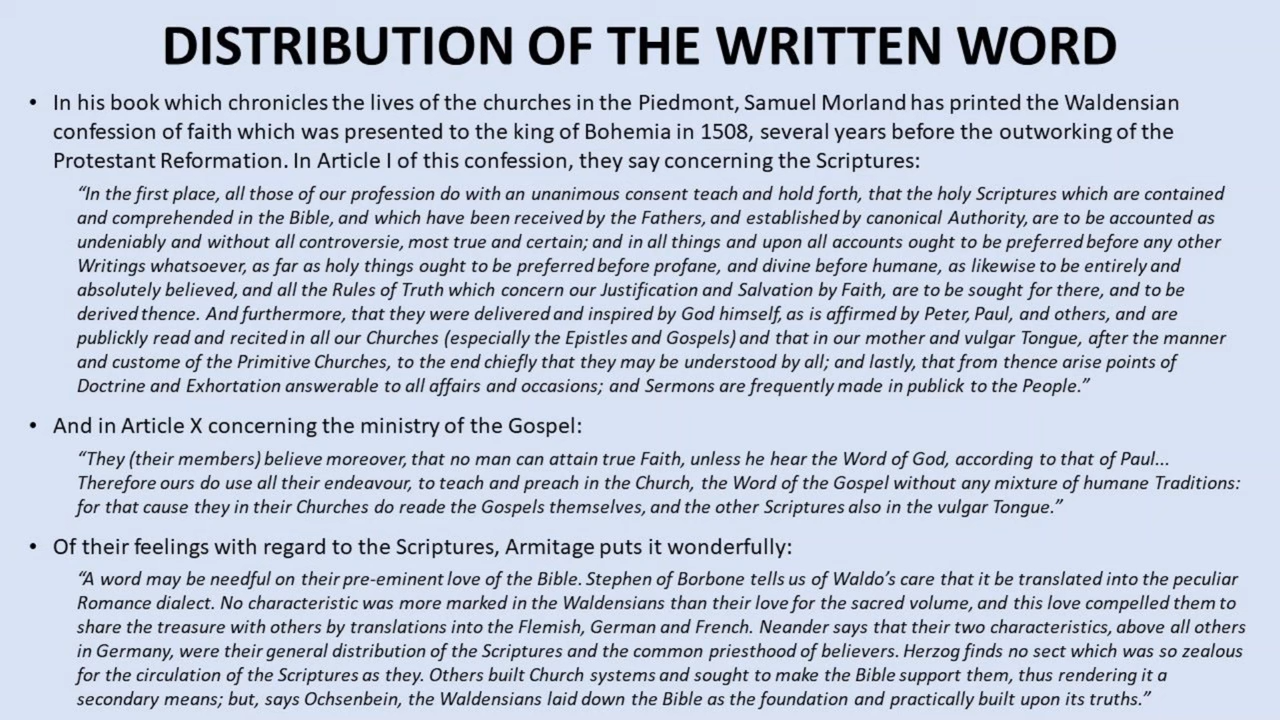 DISTRIBUTION OF THE WRITTEN WORD
• In his book which chronicles the lives of the churches in the Piedmont, Samuel Morland has printed the Waldensian
confession of faith which was presented to the king of Bohemia in 1508, several years before the outworking of the
Protestant Reformation. In Article I of this confession, they say concerning the Scriptures:
“In the first place, all those of our profession do with an unanimous consent teach and hold forth, that the holy Scriptures which are contained
and comprehended in the Bible, and which have been received by the Fathers, and established by canonical Authority, are to be accounted as
undeniably and without all controversie, most true and certain; and in all things and upon all accounts ought to be preferred before any other
Writings whatsoever, as far as holy things ought to be preferred before profane, and divine before humane, as likewise to be entirely and
absolutely believed, and all the Rules of Truth which concern our Justification and Salvation by Faith, are to be sought for there, and to be
derived thence. And furthermore, that they were delivered and inspired by God himself, as is affirmed by Peter, Paul, and others, and are
publickly read and recited in all our Churches (especially the Epistles and Gospels) and that in our mother and vulgar Tongue, after the manner
and custome of the Primitive Churches, to the end chiefly that they may be understood by all; and lastly, that from thence arise points of
Doctrine and Exhortation answerable to all affairs and occasions; and Sermons are frequently made in publick to the People.”
• And in Article X concerning the ministry of the Gospel:
“They (their members) believe moreover, that no man can attain true Faith, unless he hear the Word of God, according to that of Paul...
Therefore ours do use all their endeavour, to teach and preach in the Church, the Word of the Gospel without any mixture of humane Traditions:
for that cause they in their Churches do reade the Gospels themselves, and the other Scriptures also in the vulgar Tongue.”
• Of their feelings with regard to the Scriptures, Armitage puts it wonderfully:
“A word may be needful on their pre-eminent love of the Bible. Stephen of Borbone tells us of Waldo’s care that it be translated into the peculiar
Romance dialect. No characteristic was more marked in the Waldensians than their love for the sacred volume, and this love compelled them to
share the treasure with others by translations into the Flemish, German and French. Neander says that their two characteristics, above all others
in Germany, were their general distribution of the Scriptures and the common priesthood of believers. Herzog finds no sect which was so zealous
for the circulation of the Scriptures as they. Others built Church systems and sought to make the Bible support them, thus rendering it a
secondary means; but, says Ochsenbein, the Waldensians laid down the Bible as the foundation and practically built upon its truths.”